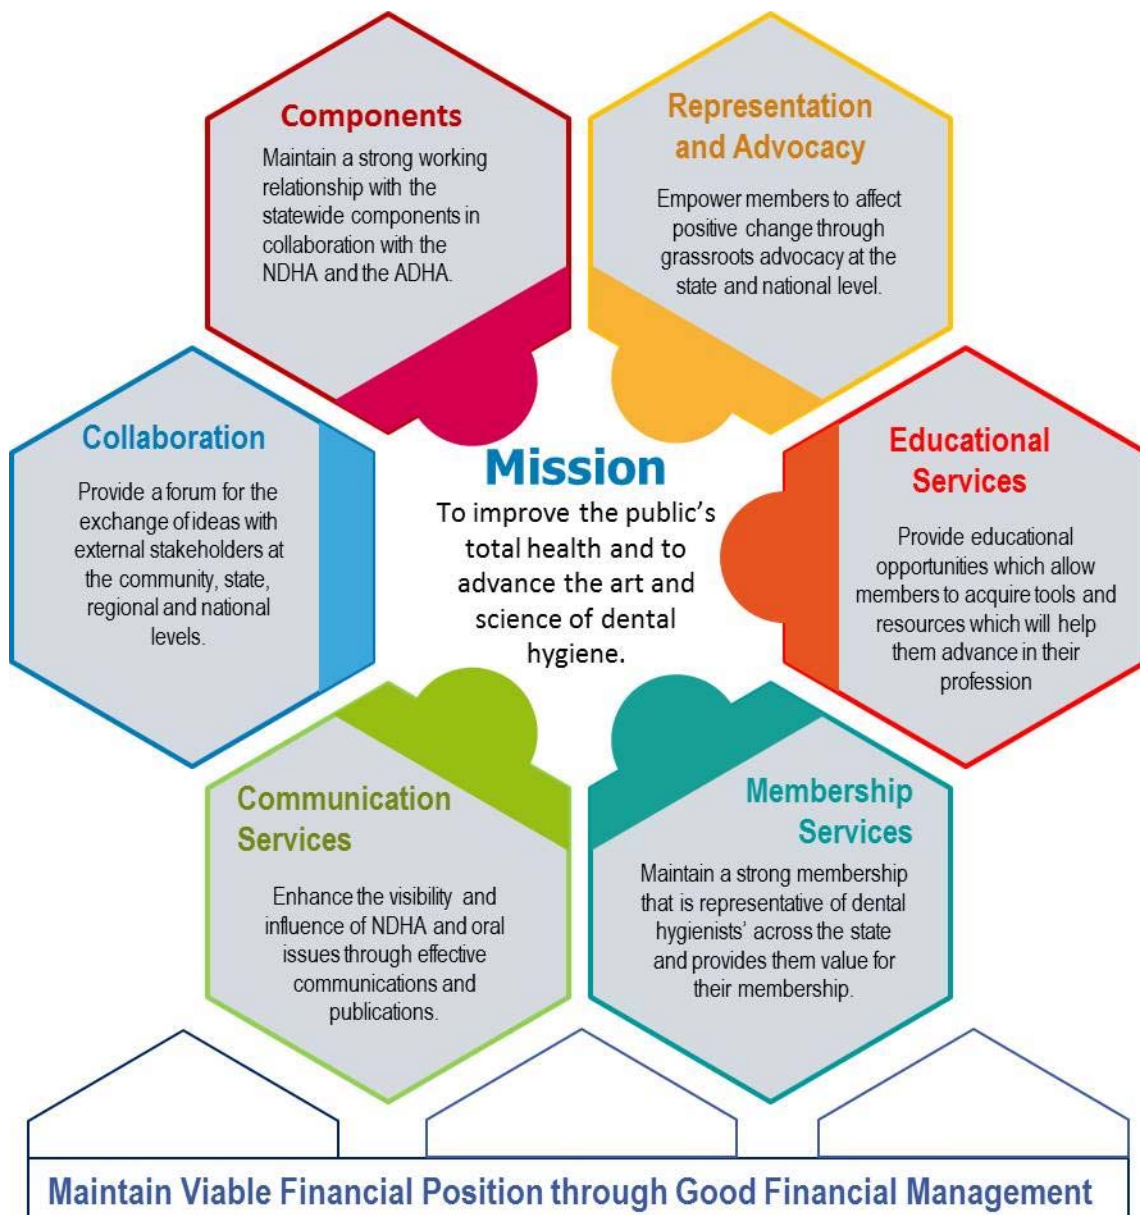 Components
Maintain a strong working
relationship with the
statewide components in
collaboration with the
NDHA and the ADHA.
Representation
and Advocacy
Empower members to affect
positive change through
grassroots advocacy at the
state and national level.
Collaboration
Provide a forum for the
exchange of ideas with
external stakeholders at
the community, state,
regional and national
levels.
Mission
To improve the public's
total health and to
advance the art and
science of dental
hygiene.
Educational
Services
Provide educational
opportunities which allow
members to acquire tools and
resources which will help
them advance in their
profession
Communication
Services
Enhance the visibility and
influence of NDHA and oral
issues through effective
communications and
publications.
Membership
Services
Maintain a strong membership
that is representative of dental
hygienists' across the state
and provides them value for
their membership.
Maintain Viable Financial Position through Good Financial Management